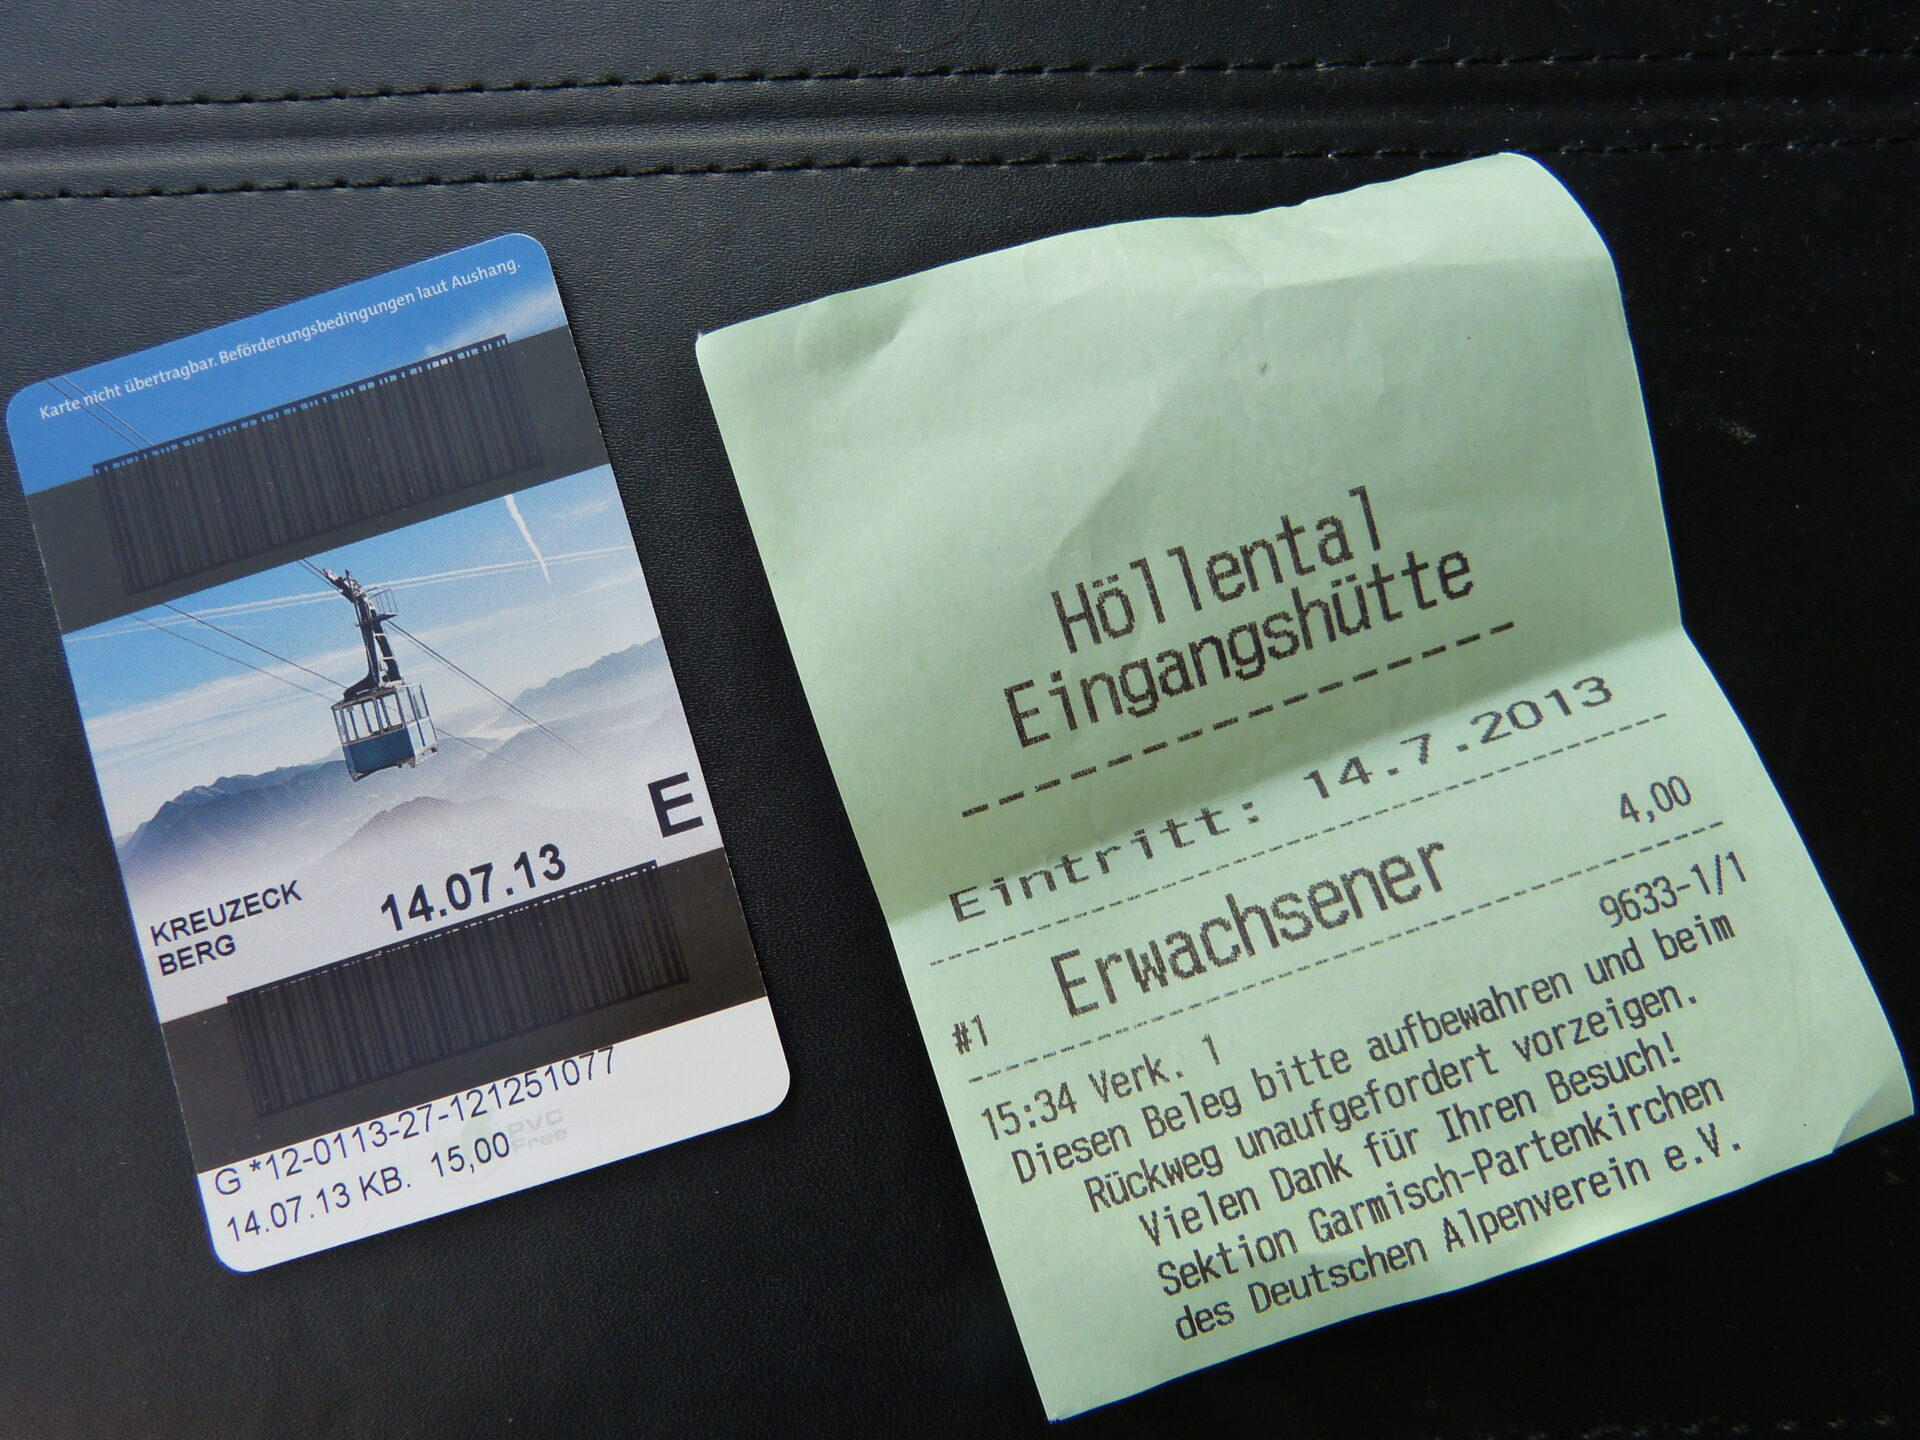 Karte nicht übertragbar. Beförderungsbedingungen laut Aushang.
E
KREUZECK
BERG
14.07.13
G *12-0113-27-121251077
14.07.13 KB. 15,00
PVC
Free
Höllental
Eingangshütte
Eintritt: 14.7.2013
4,00
#1 Erwachsener
9633-1/1
15:34 Verk. 1
Diesen Beleg bitte aufbewahren und beim
Rückweg unaufgefordert vorzeigen.
Vielen Dank für Ihren Besuch!
Sektion Garmisch-Partenkirchen
des Deutschen Alpenverein e.V.